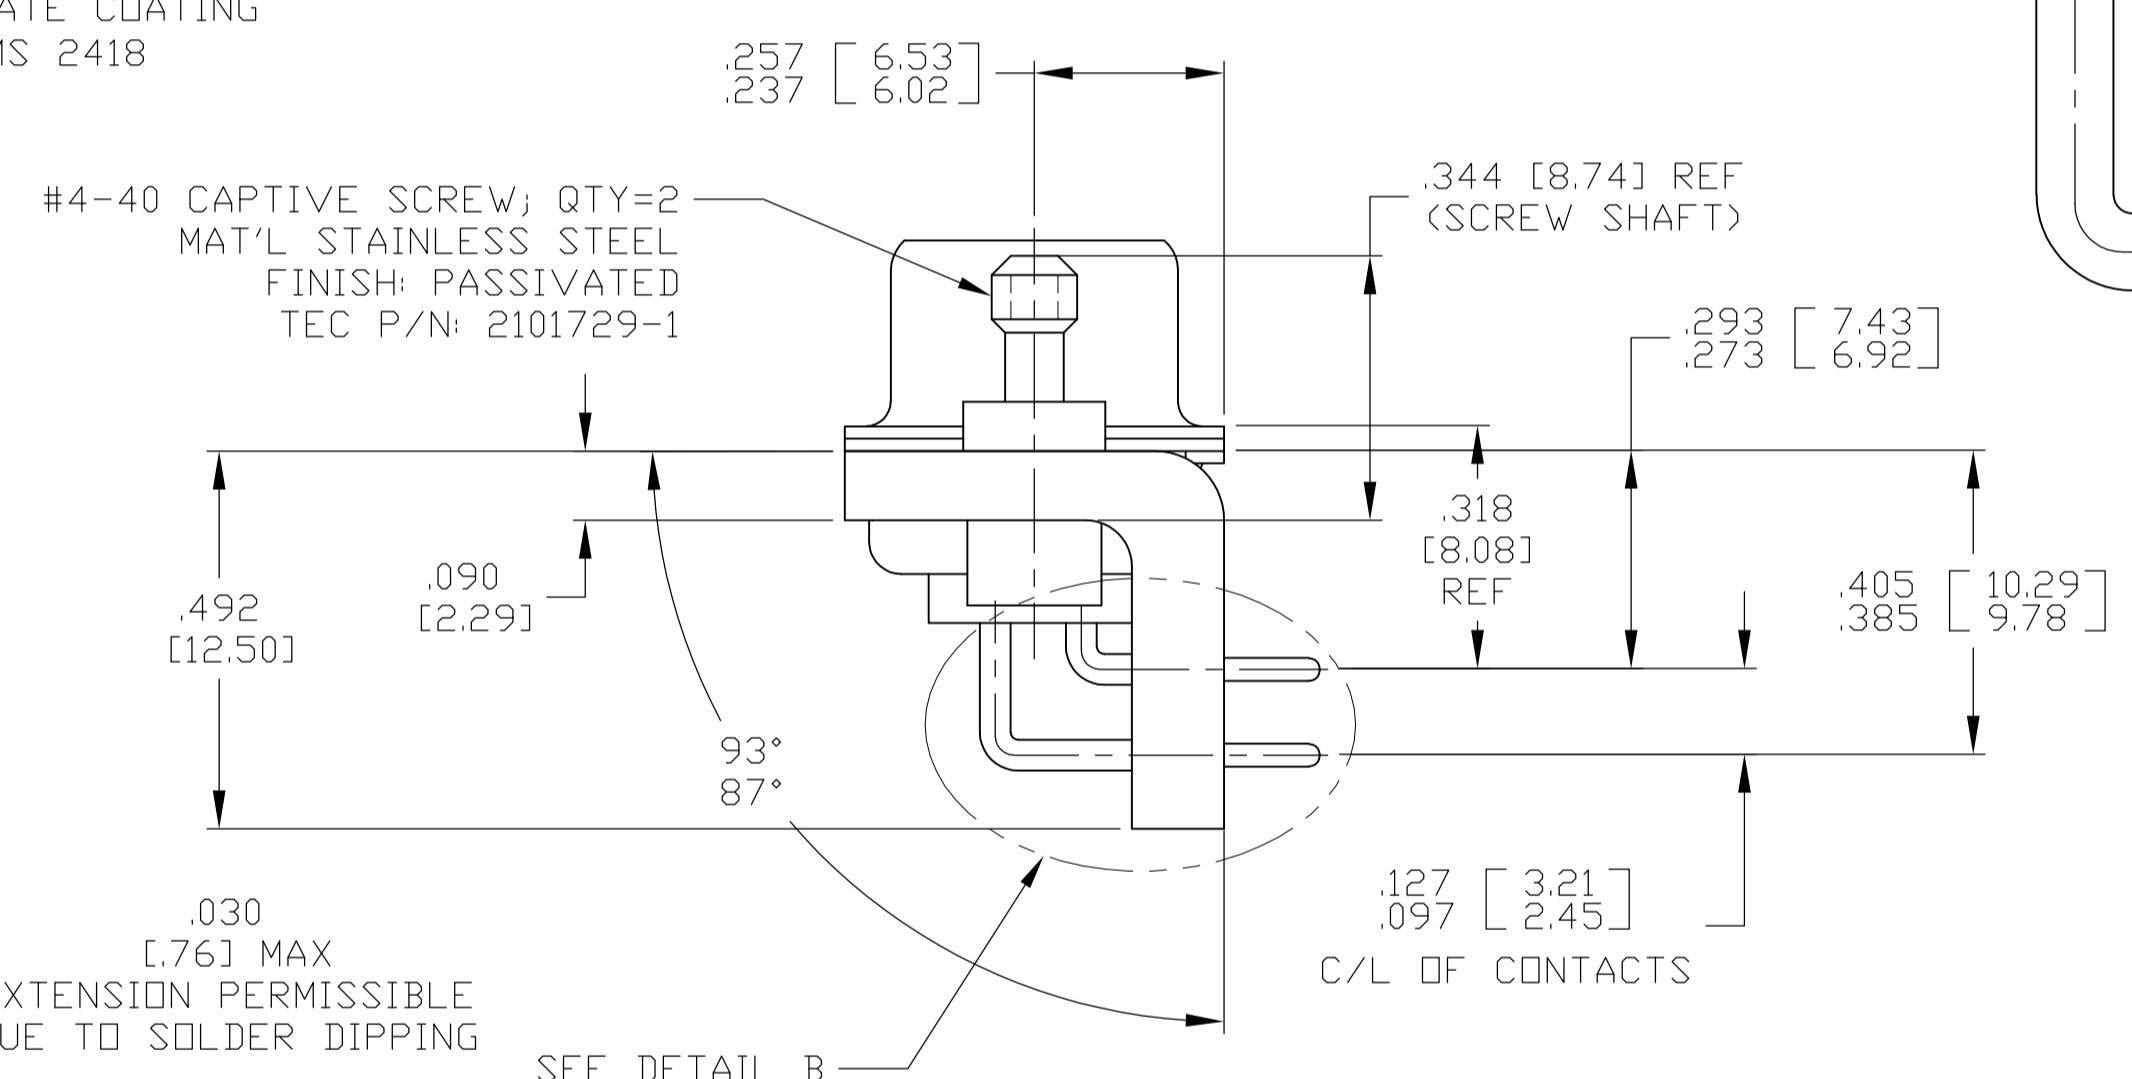 COATING
2418
.257 [ 6.53 ]
.237 [ 6.02 ]
#4-40 CAPTIVE SCREW; QTY=2
MAT'L STAINLESS STEEL
FINISH: PASSIVATED
TEC P/N: 2101729-1
.344 [8.74] REF
(SCREW SHAFT)
.293 [ 7.43 ]
.273 [ 6.92 ]
.318
[8.08]
REF
.090
[2.29]
.492
[12.50]
.405 [ 10.29 ]
.385 [ 9.78 ]
93°
87°
.127 [ 3.21 ]
.097 [ 2.45 ]
C/L OF CONTACTS
.030
[.76] MAX
XTENSION PERMISSIBLE
UE TO SOLDER DIPPING
SEE DETAIL B